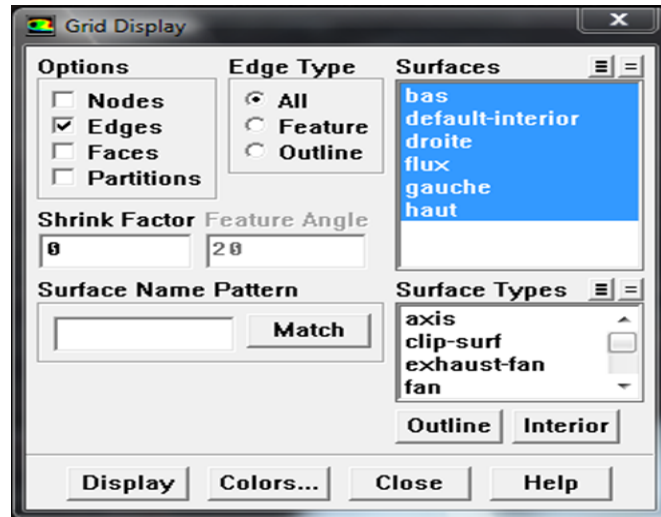 Grid Display
x
Options
Nodes
Edges
Faces
Partitions
Edge Type
All
Feature
Outline
Surfaces
bas
default-interior
droite
flux
gauche
haut
Shrink Factor
0
Feature Angle
20
Surface Name Pattern
Match
Surface Types
axis
clip-surf
exhaust-fan
fan
Outline
Interior
Display
Colors...
Close
Help